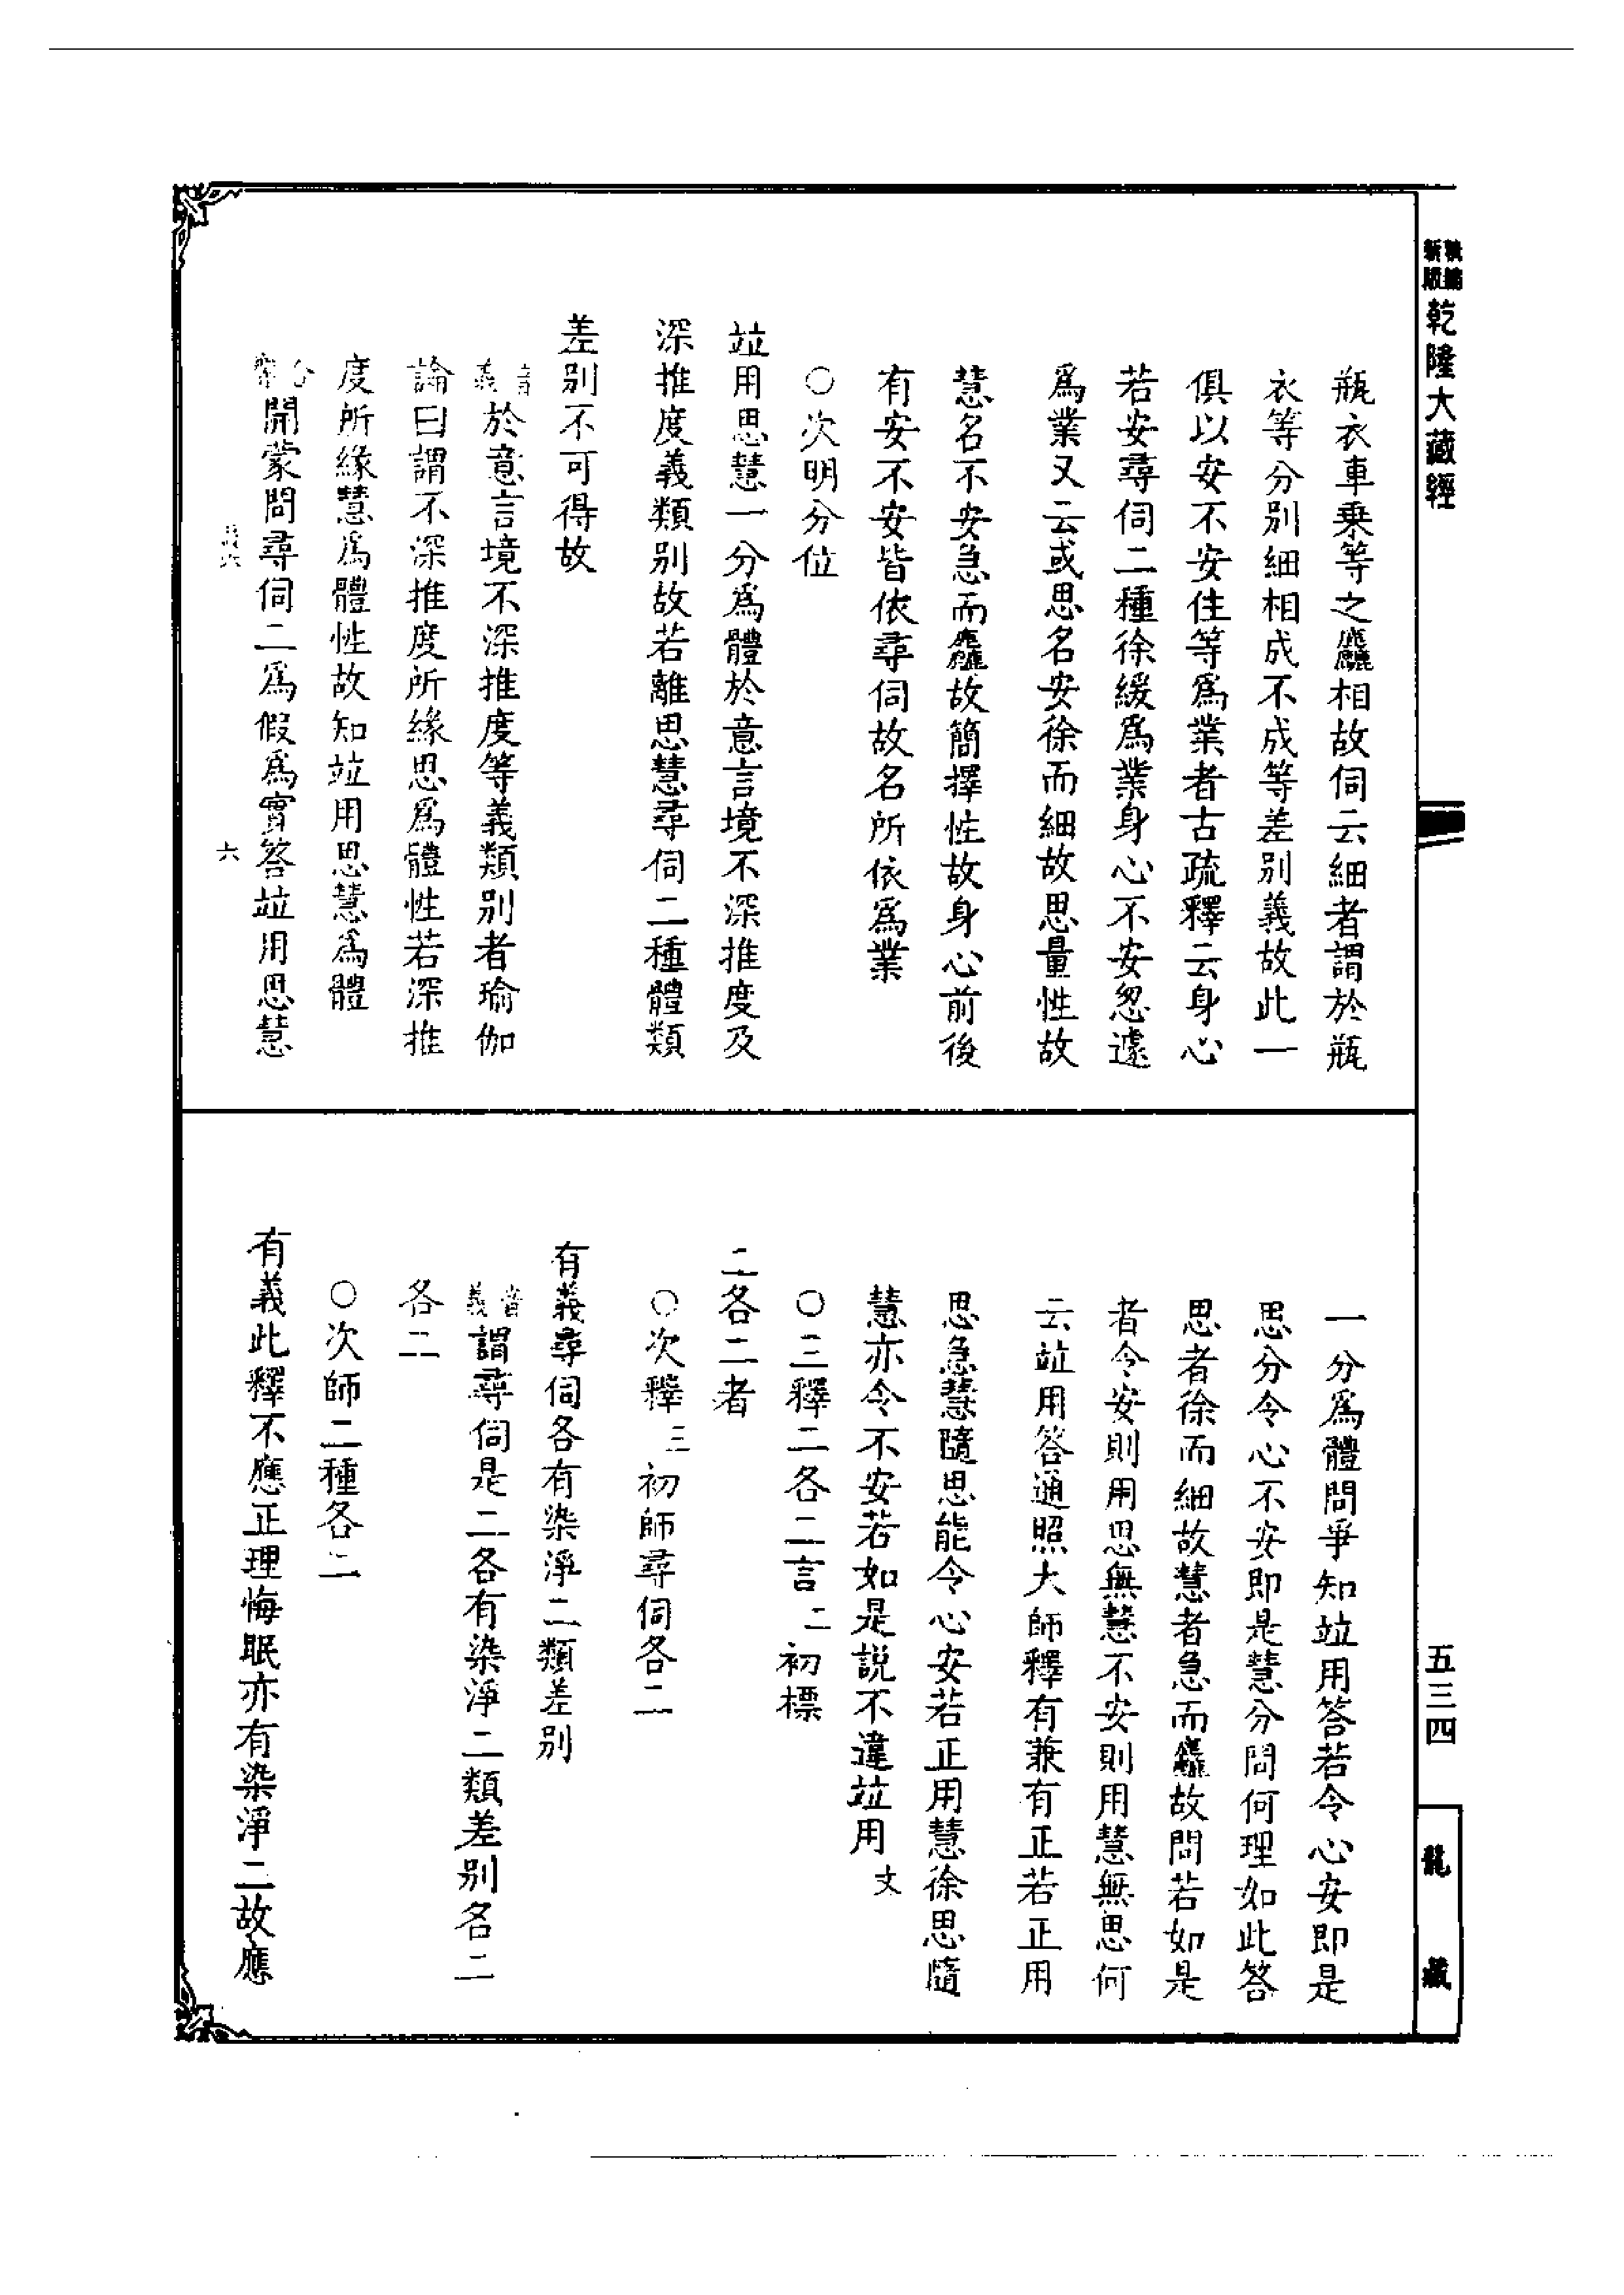 新版
乾隆大藏經
五三四
龍藏
瓶衣車乗等之麤相故伺云細者謂於瓶
衣等分别細相成不成等差别義故此一
俱以安不安住等爲業者古疏釋云身心
若安尋伺二種徐緩爲業身心不安怱遽
爲業又云或思名安徐而細故思量性故
慧名不安急而麤故簡擇性故身心前後
有安不安皆依尋伺故名所依爲業
○次明分位
竝用思慧一分爲體於意言境不深推度及
深推度義類别故若離思慧尋伺二種體類
差别不可得故
音義於意言境不深推度等義類别者瑜伽
論曰謂不深推度所緣思爲體性若深推
度所緣慧爲體性故知竝用思慧爲體
開蒙問尋伺二爲假爲實答竝用思慧
六
一分爲體問爭知竝用答若令心安即是
思分令心不安即是慧分問何理如此答
思者徐而細故慧者急而麤故問若如是
者令安則用思無慧不安則用慧無思何
云竝用答通照大師釋有兼有正若正用
思急慧隨思能令心安若正用慧徐思隨
慧亦令不安若如是説不違竝用文
○三釋二各二言二初標
二各二者
○次釋三初師尋伺各二
有義尋伺各有染淨二類差别
音義謂尋伺是二各有染淨二類差别名二
各二
○次師二種各二
有義此釋不應正理悔眠亦有染淨二故應